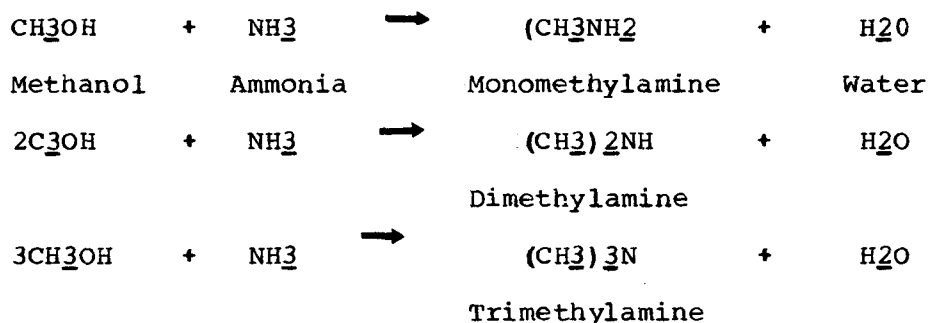 CH3OH + NH3 → (CH3NH2 + H20
Methanol Ammonia Monomethylamine Water
2C3OH + NH3 → (CH3)2NH + H2O
Dimethylamine
3CH3OH + NH3 → (CH3)3N + H2O
Trimethylamine